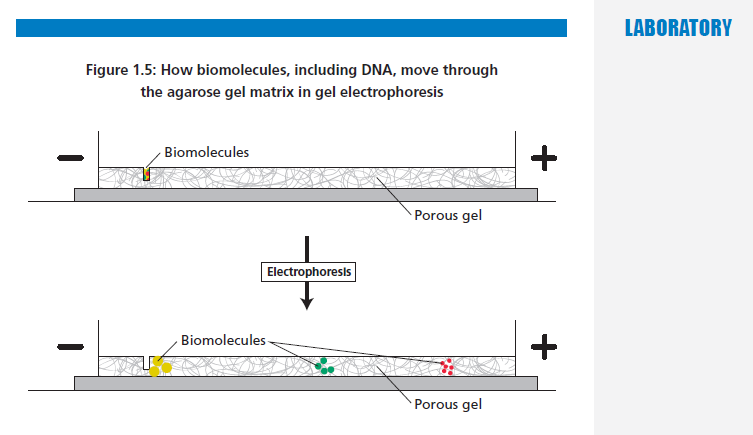 LABORATORY
Figure 1.5: How biomolecules, including DNA, move through
the agarose gel matrix in gel electrophoresis
−
Biomolecules
+
Porous gel
Electrophoresis
−
Biomolecules
+
Porous gel